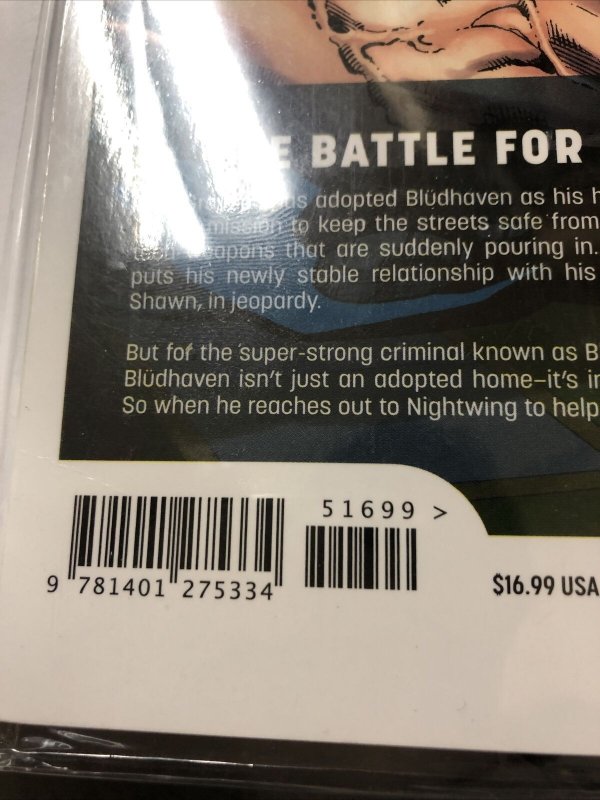 BATTLE FOR
adopted Blüdhaven as his
mission to keep the streets safe from
that are suddenly pouring in.
puts his newly stable relationship with his
Shawn, in jeopardy.
But for the super-strong criminal known as B
Blüdhaven isn't just an adopted home—it's
So when he reaches out to Nightwing to help
51699 >
9 781401 275334
$16.99 USA